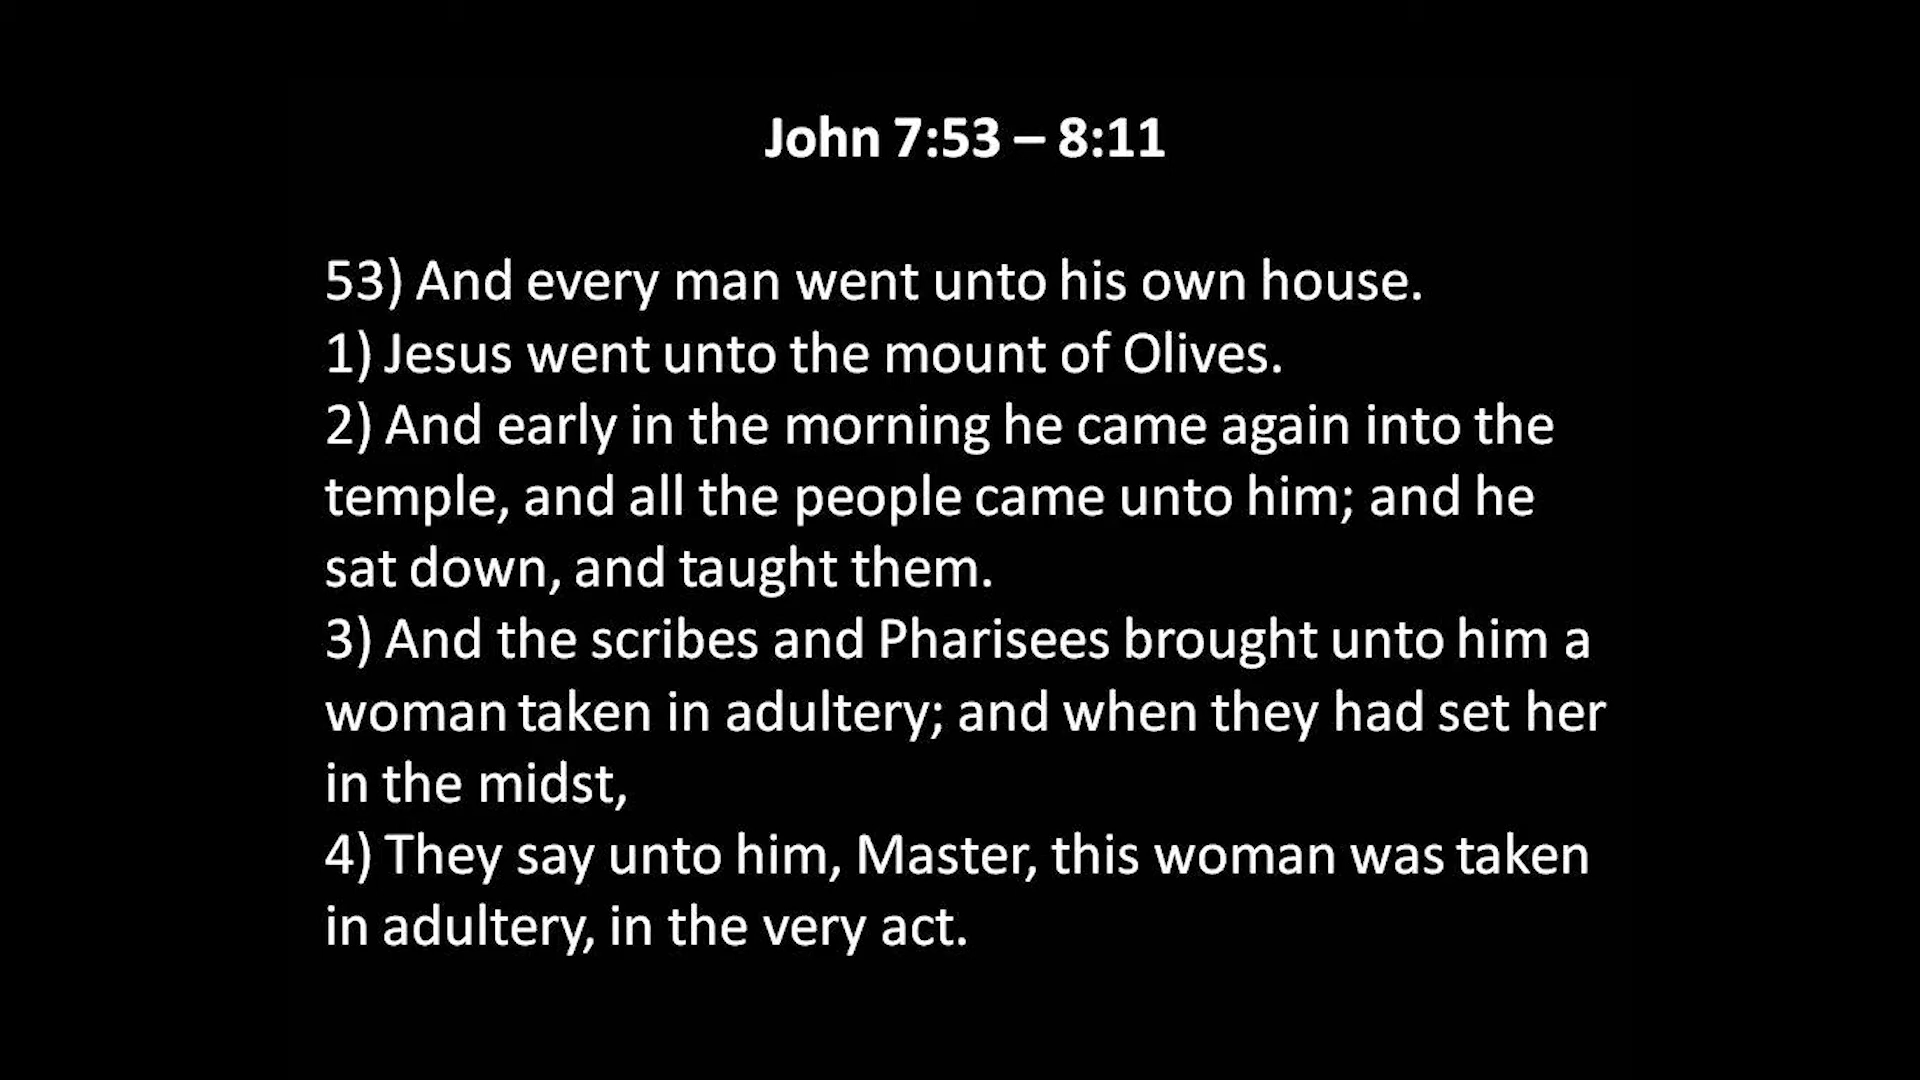 John 7:53 – 8:11
53) And every man went unto his own house.
1) Jesus went unto the mount of Olives.
2) And early in the morning he came again into the
temple, and all the people came unto him; and he
sat down, and taught them.
3) And the scribes and Pharisees brought unto him a
woman taken in adultery; and when they had set her
in the midst,
4) They say unto him, Master, this woman was taken
in adultery, in the very act.